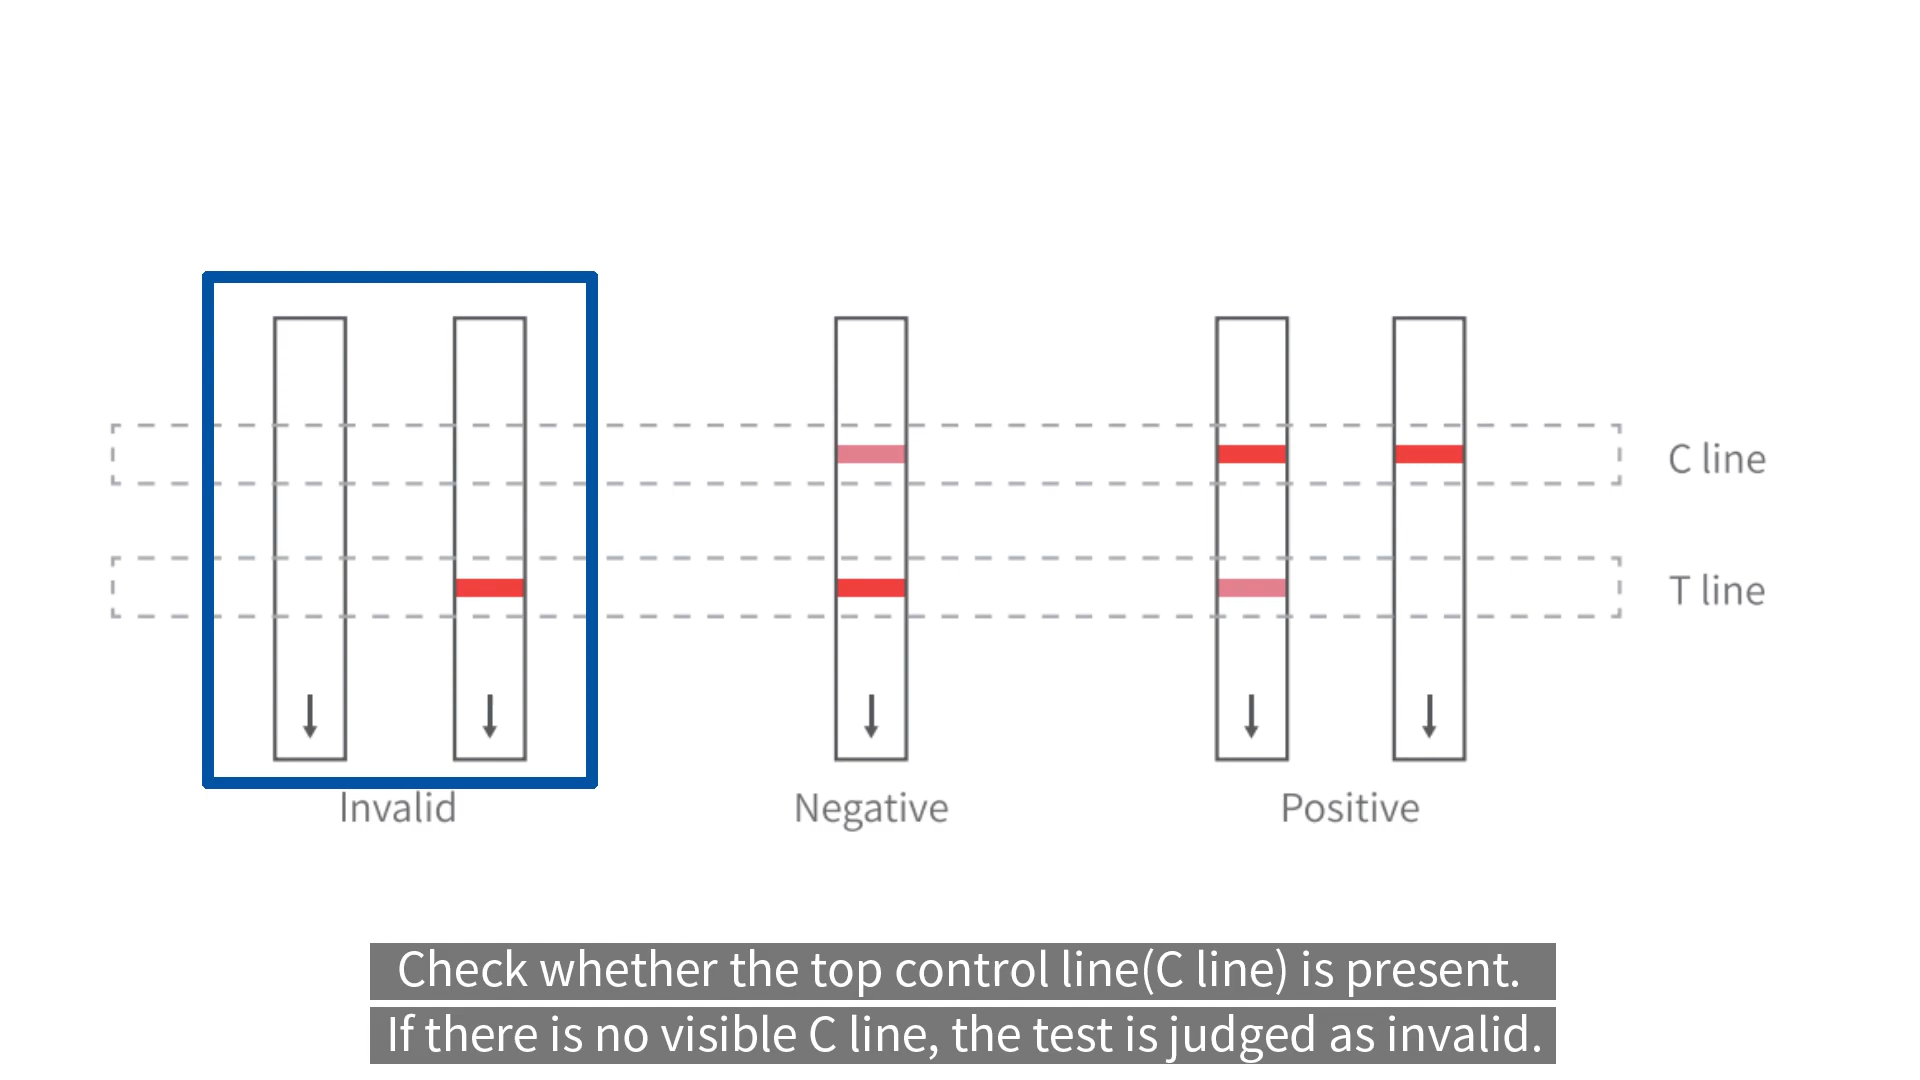 C line
T line
Invalid
Negative
Positive
Check whether the top control line(C line) is present.
If there is no visible C line, the test is judged as invalid.